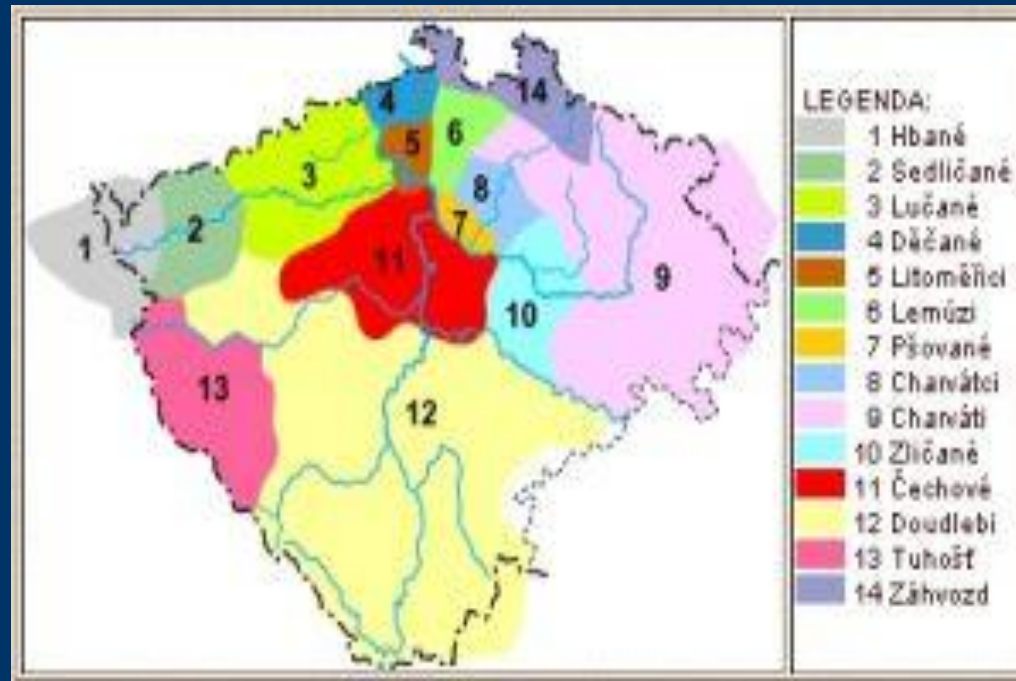 4
14
5
6
3
8
7
2
1
11
9
10
13
12
LEGENDA:
1 Hbané
2 Sedličané
3 Lučané
4 Děčané
5 Litoměřici
6 Lemúzi
7 Pšované
8 Charvátci
9 Charváti
10 Zličané
11 Čechové
12 Doudlebi
13 Tuhošť
14 Záhvozd